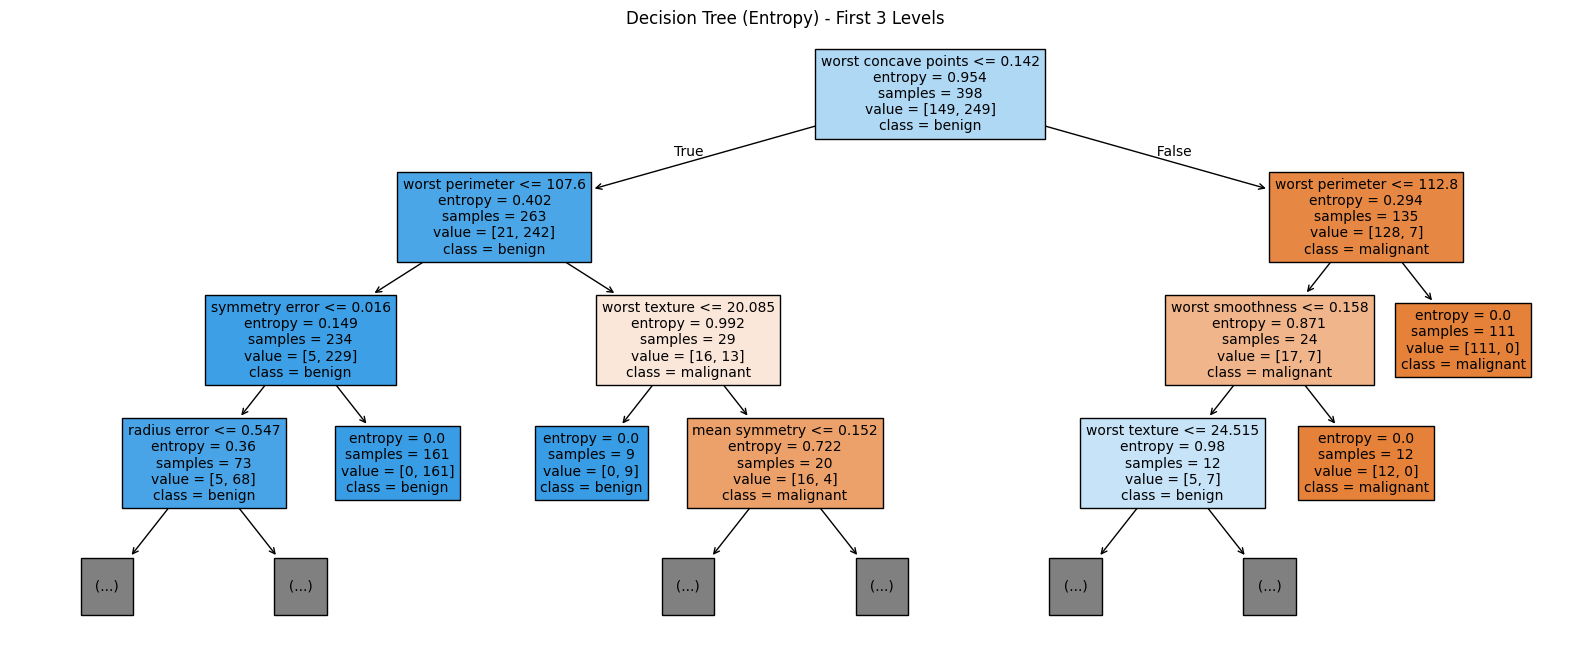 Decision Tree (Entropy) - First 3 Levels
worst concave points <= 0.142
entropy = 0.954
samples = 398
value = [149, 249]
class = benign
True
False
worst perimeter <= 107.6
entropy = 0.402
samples = 263
value = [21, 242]
class = benign
worst perimeter <= 112.8
entropy = 0.294
samples = 135
value = [128, 7]
class = malignant
symmetry error <= 0.016
entropy = 0.149
samples = 234
value = [5, 229]
class = benign
worst texture <= 20.085
entropy = 0.992
samples = 29
value = [16, 13]
class = malignant
worst smoothness <= 0.158
entropy = 0.871
samples = 24
value = [17, 7]
class = malignant
entropy = 0.0
samples = 111
value = [111, 0]
class = malignant
radius error <= 0.547
entropy = 0.36
samples = 73
value = [5, 68]
class = benign
entropy = 0.0
samples = 161
value = [0, 161]
class = benign
entropy = 0.0
samples = 9
value = [0, 9]
class = benign
mean symmetry <= 0.152
entropy = 0.722
samples = 20
value = [16, 4]
class = malignant
worst texture <= 24.515
entropy = 0.98
samples = 12
value = [5, 7]
class = benign
entropy = 0.0
samples = 12
value = [12, 0]
class = malignant
(...)
(...)
(...)
(...)
(...)
(...)